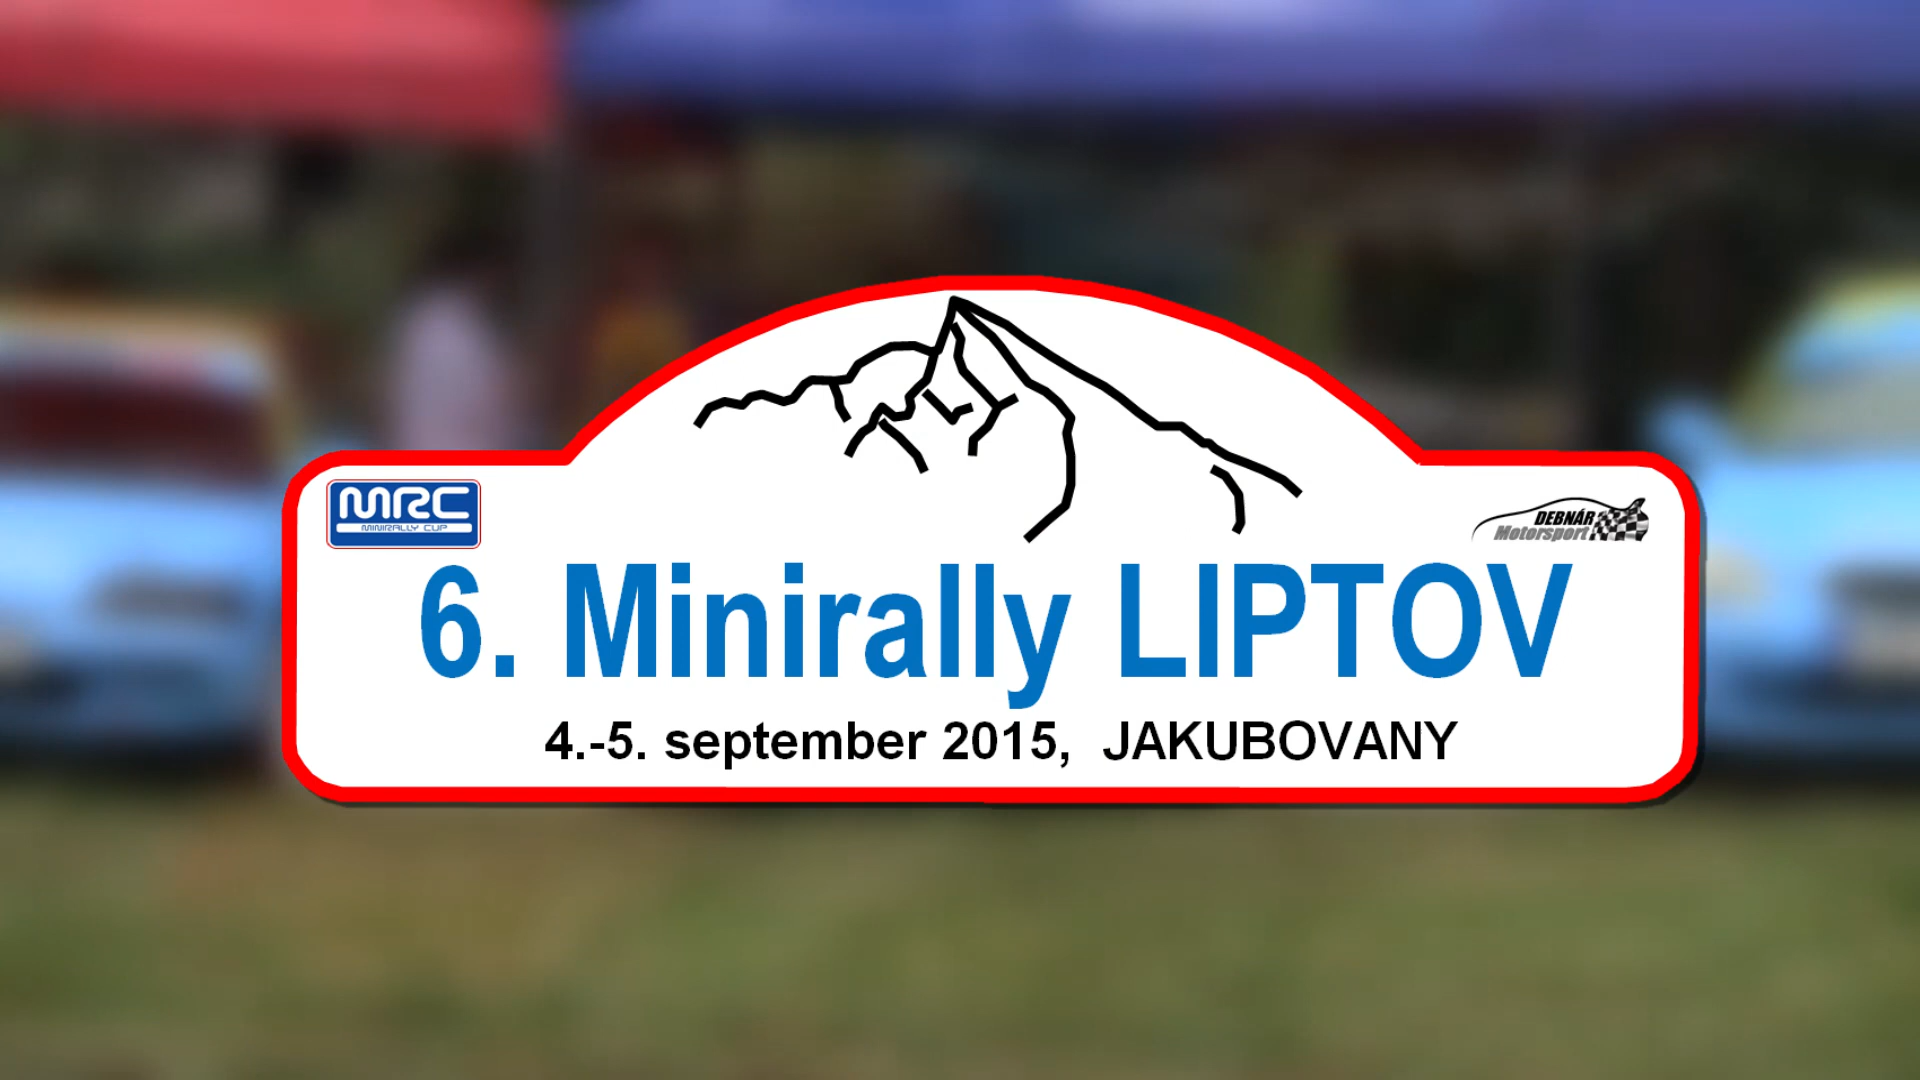 MRC
MINIRALLY CUP
DEBNÁR
Motorsport
6. Minirally LIPTOV
4.-5. september 2015, JAKUBOVANY